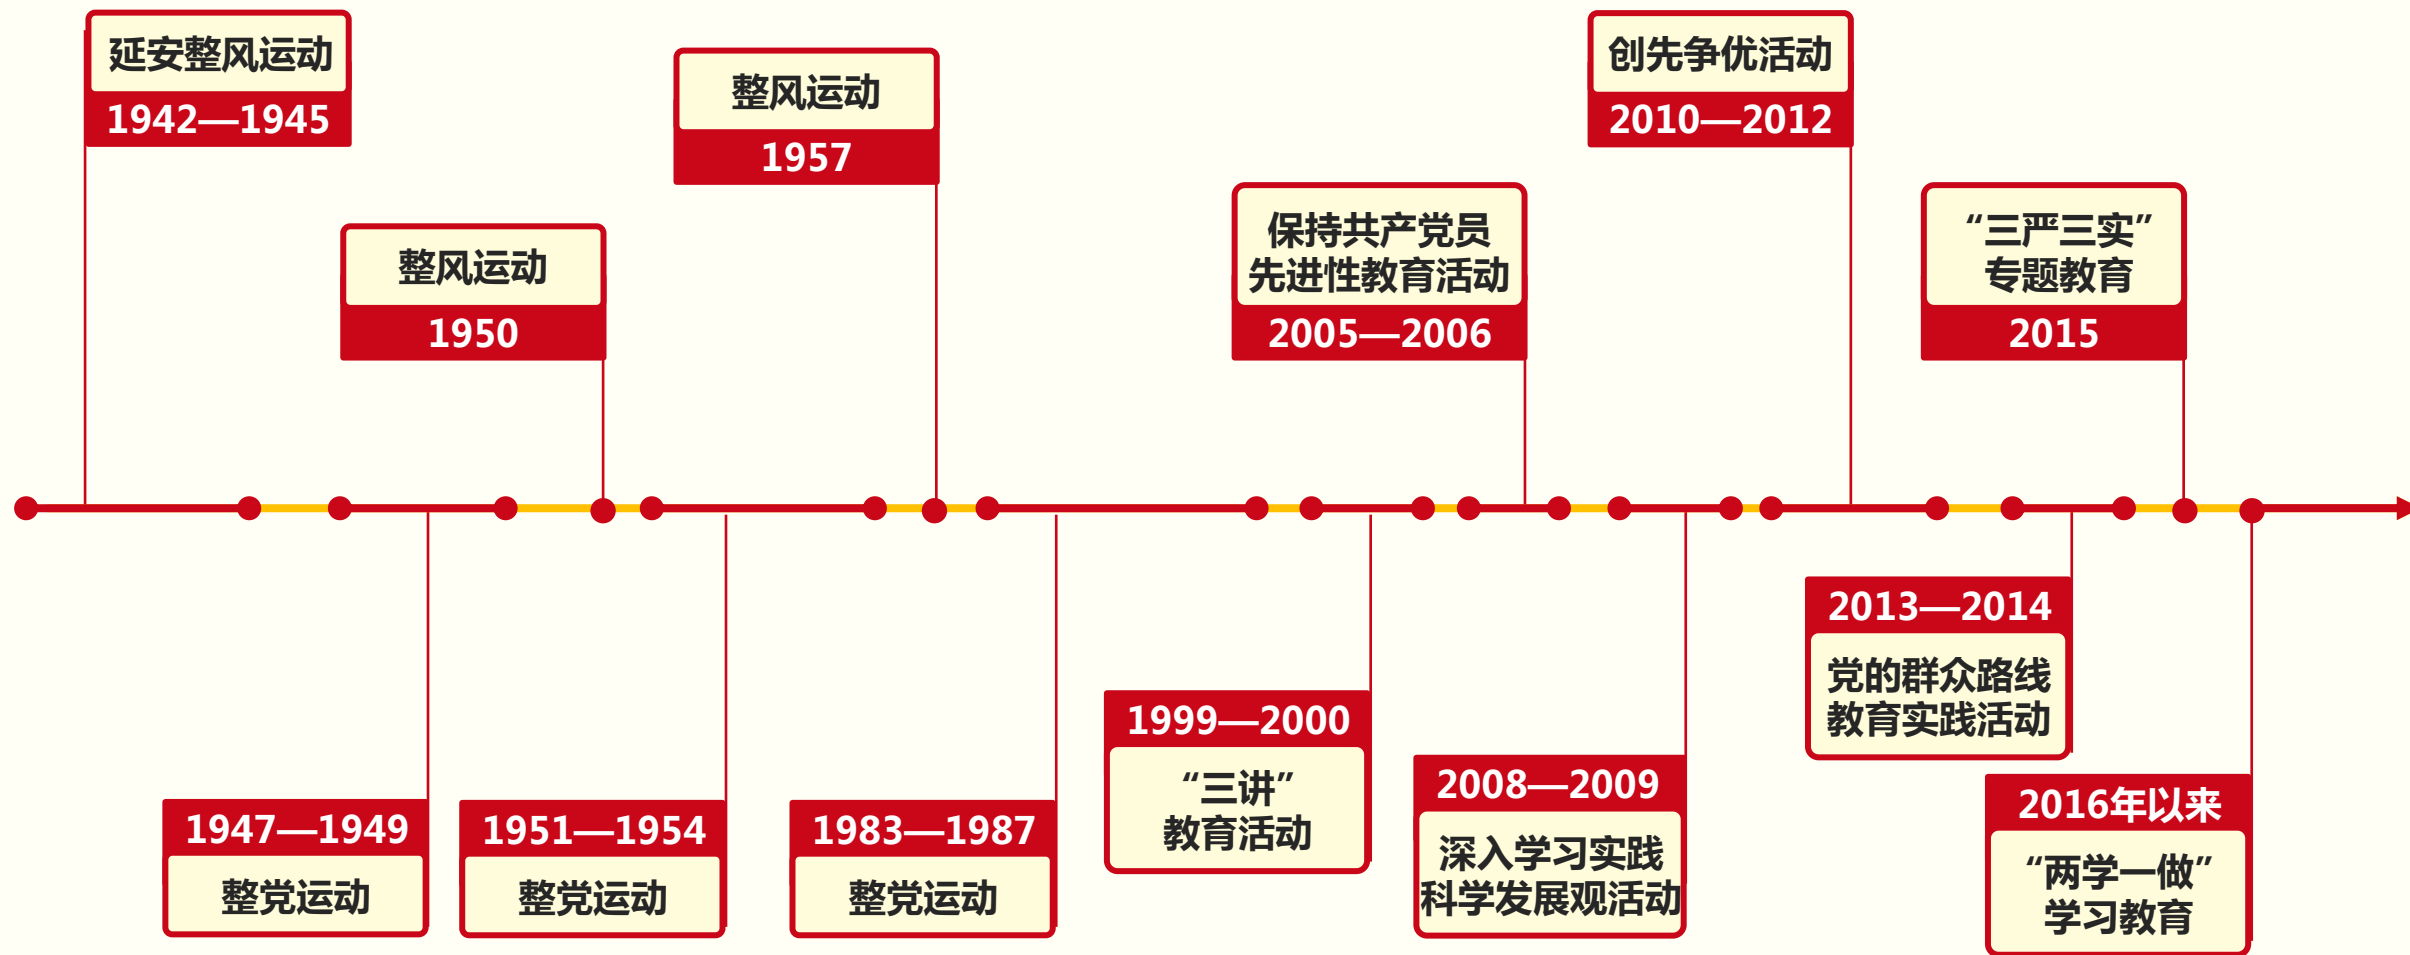 延安整风运动
1942—1945
整风运动
1950
整风运动
1957
保持共产党员
先进性教育活动
2005—2006
创先争优活动
2010—2012
“三严三实”
专题教育
2015
1947—1949
整党运动
1951—1954
整党运动
1983—1987
整党运动
1999—2000
“三讲”
教育活动
2008—2009
深入学习实践
科学发展观活动
2013—2014
党的群众路线
教育实践活动
2016年以来
“两学一做”
学习教育